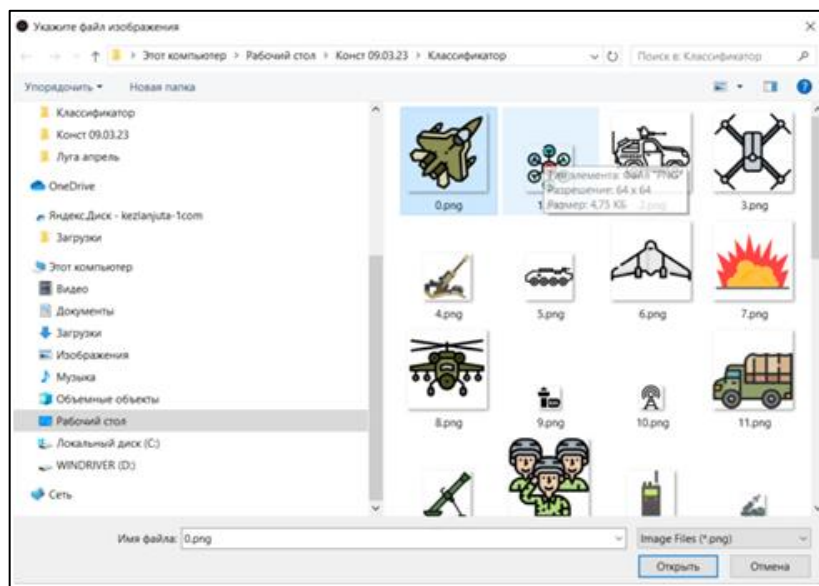 Укажите файл изображения
Этот компьютер > Рабочий стол > Конст 09.03.23 > Классификатор
Поиск в: Классификатор
Упорядочить
Новая папка
Классификатор
Конст 09.03.23
Луга апрель
OneDrive
Яндекс.Диск - kezlanjuta-1com
Загрузки
Этот компьютер
Видео
Документы
Загрузки
Изображения
Музыка
Объемные объекты
Рабочий стол
Локальный диск (C:)
WINDRIVER (D:)
Сеть
0.png
3.png
Тип элемента: Файл "PNG"
Разрешение: 64 x 64
Размер: 4,75 КБ
4.png
5.png
6.png
7.png
8.png
9.png
10.png
11.png
Имя файла: 0.png
Image Files (*.png)
Открыть
Отмена